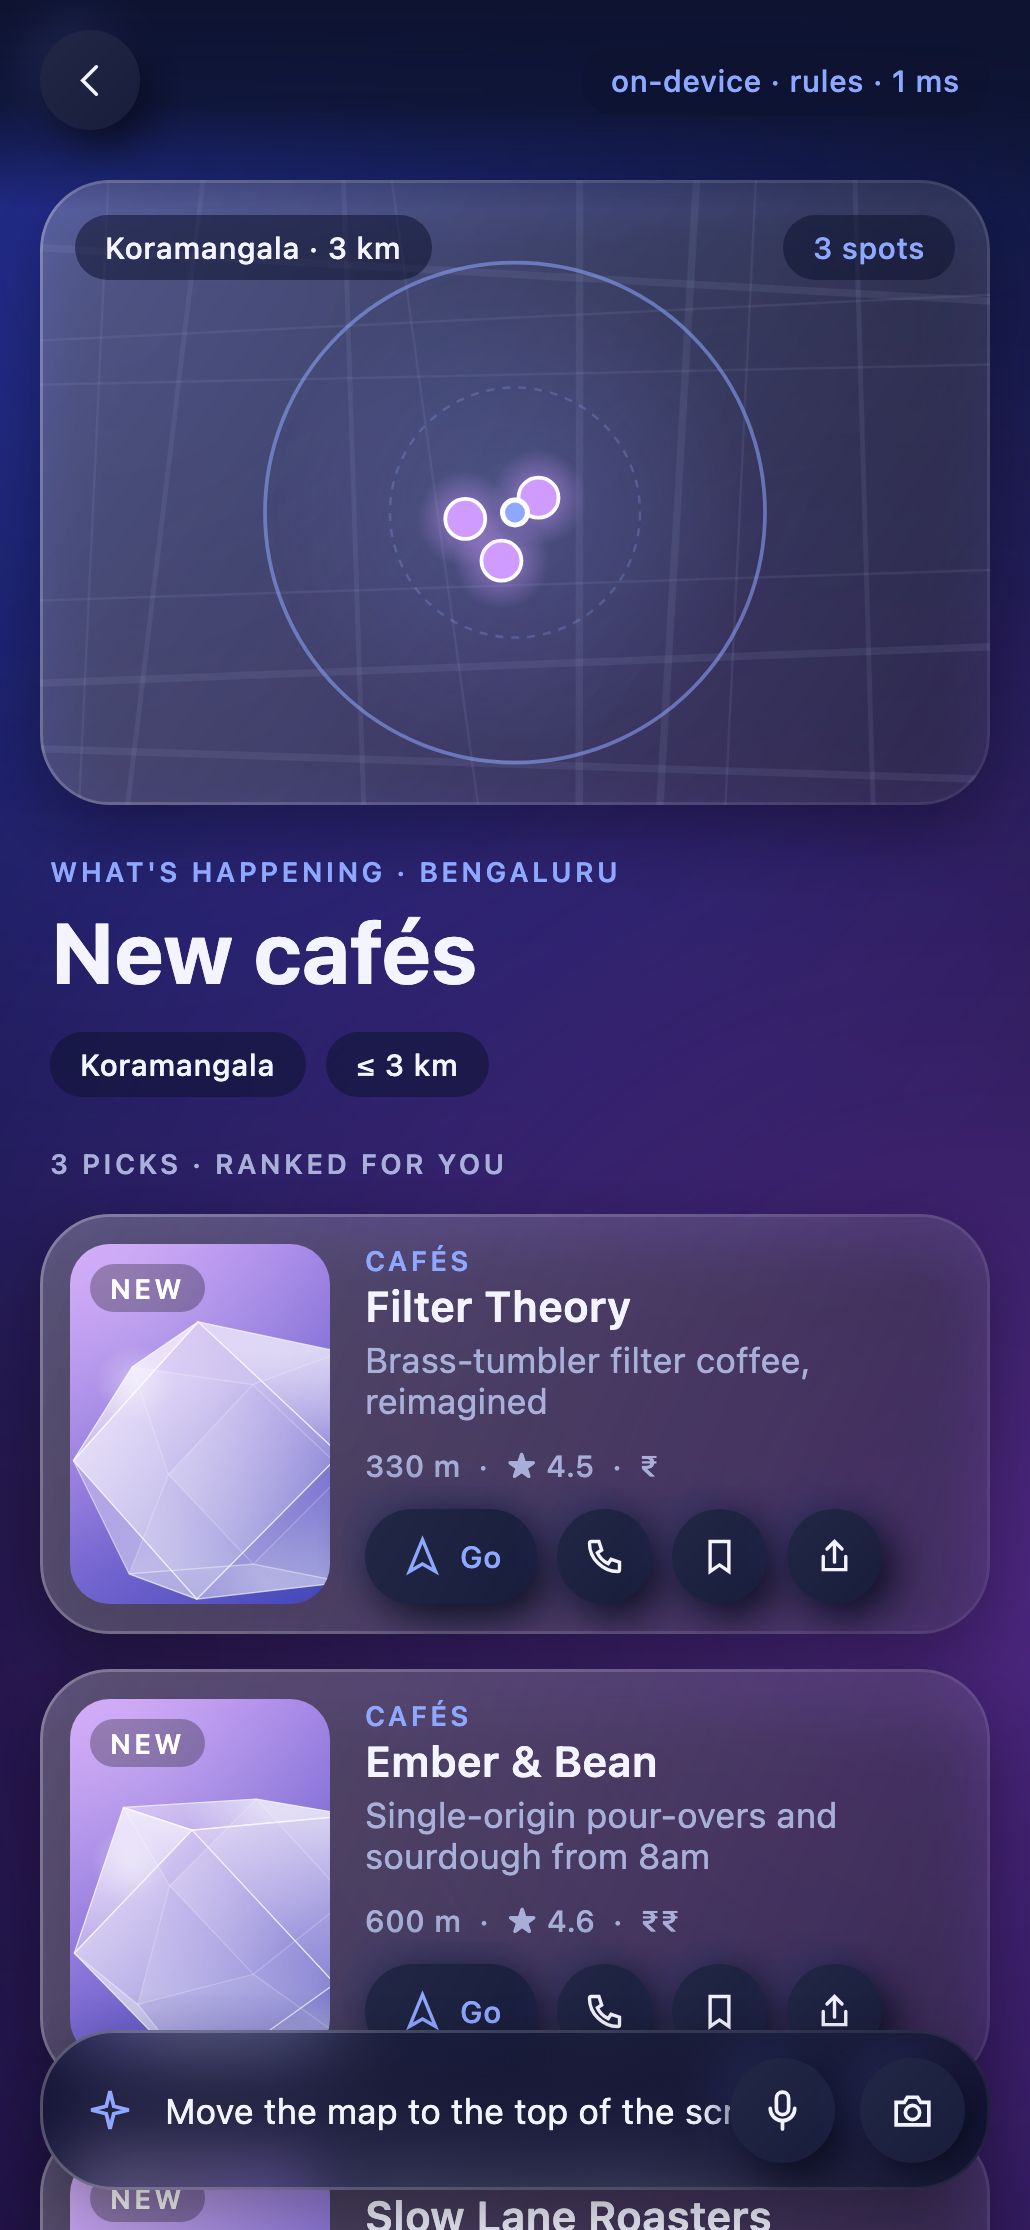 on-device · rules · 1 ms
Koramangala · 3 km
3 spots
WHAT'S HAPPENING · BENGALURU
New cafés
Koramangala
≤ 3 km
3 PICKS · RANKED FOR YOU
NEW
CAFÉS
Filter Theory
Brass-tumbler filter coffee,
reimagined
330 m · ★ 4.5 · ₹
Go
NEW
CAFÉS
Ember & Bean
Single-origin pour-overs and
sourdough from 8am
600 m · ★ 4.6 · ₹₹
Go
Move the map to the top of the scr
NEW
Slow Lane Roasters